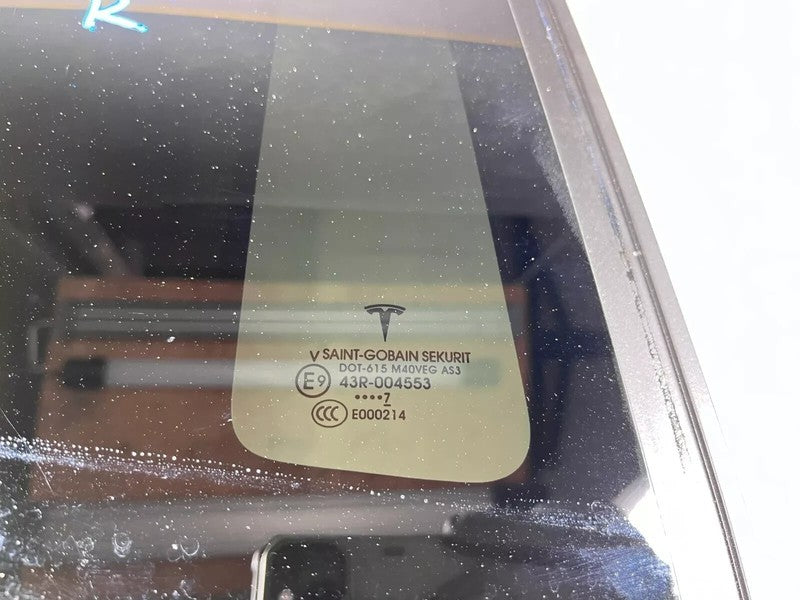 R
V SAINT-GOBAIN SEKURIT
DOT-615 M40VEG AS3
E9 43R-004553
••••7
CCC E000214